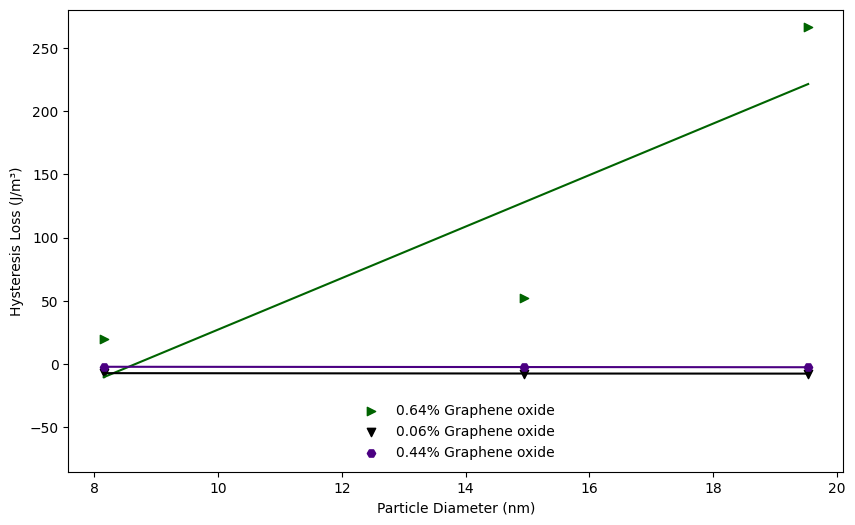 250
200
150
100
50
0
−50
Hysteresis Loss (J/m³)
0.64% Graphene oxide
0.06% Graphene oxide
0.44% Graphene oxide
8 10 12 14 16 18 20
Particle Diameter (nm)